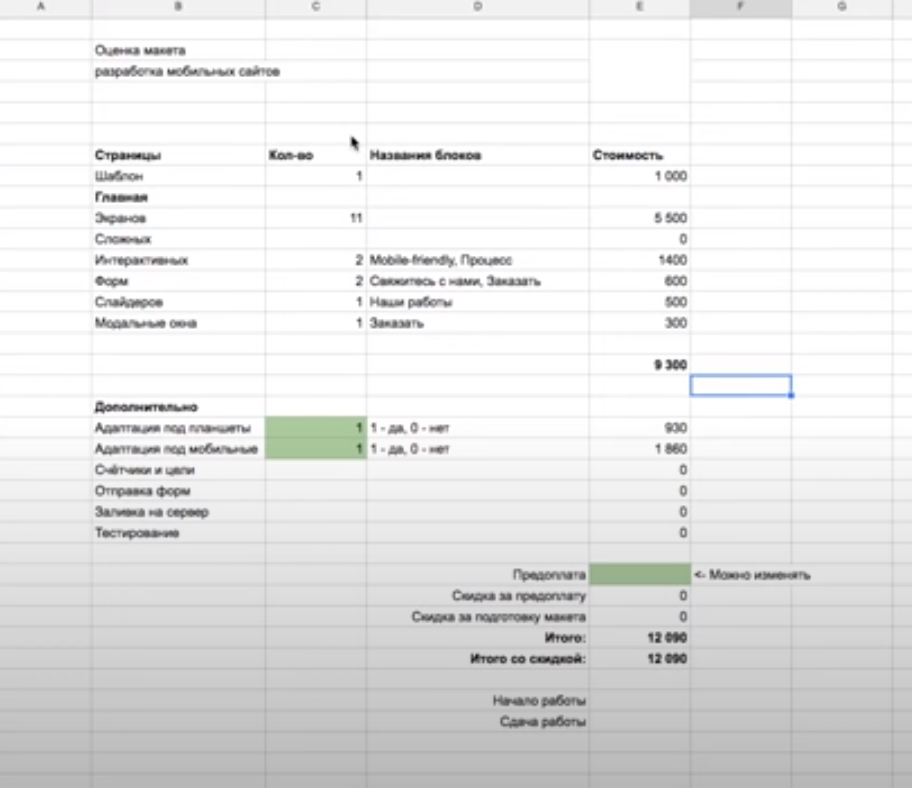 A B C D E F G
Оценка макета
разработка мобильных сайтов
Страницы Кол-во Названия блоков Стоимость
Шаблон 1 1 000
Главная
Экранов 11 5 500
Сложных 0
Интерактивных 2 Mobile-friendly, Процесс 1400
Форм 2 Свяжитесь с нами, Заказать 600
Слайдеров 1 Наши работы 500
Модальные окна 1 Заказать 300
9 300
Дополнительно
Адаптация под планшеты 1 1 - да, 0 - нет 930
Адаптация под мобильные 1 1 - да, 0 - нет 1 860
Счётчики и цели 0
Отправка форм 0
Заливка на сервер 0
Тестирование 0
Предоплата <- Можно изменять
Скидка за предоплату 0
Скидка за подготовку макета 0
Итого: 12 090
Итого со скидкой: 12 090
Начало работы
Сдача работы